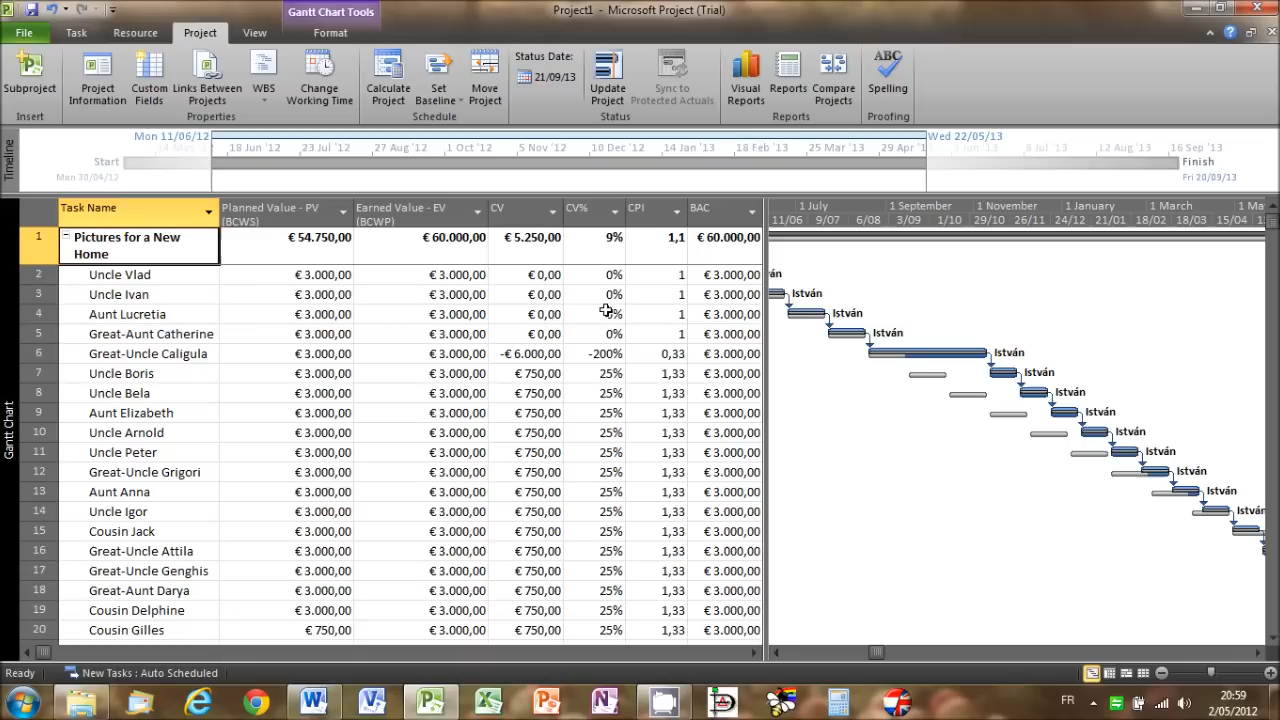 Project1 - Microsoft Project (Trial)
Gantt Chart Tools
File Task Resource Project View Format
Subproject
Project Information
Custom Fields
Links Between Projects
WBS
Change Working Time
Calculate Project
Set Baseline
Move Project
Status Date:
21/09/13
Update Project
Sync to Protected Actuals
Visual Reports
Reports
Compare Projects
ABC
Spelling
Insert Properties Schedule Status Reports Proofing
Timeline
Mon 11/06/12 Wed 22/05/13
14 May '12 18 Jun '12 23 Jul '12 27 Aug '12 1 Oct '12 5 Nov '12 10 Dec '12 14 Jan '13 18 Feb '13 25 Mar '13 29 Apr '1 3 Jun '13 8 Jul '13 12 Aug '13 16 Sep '13
Start Finish
Mon 30/04/12 Fri 20/09/13
Task Name Planned Value - PV (BCWS) Earned Value - EV (BCWP) CV CV% CPI BAC
1 July 1 September 1 November 1 January 1 March 1 Ma
11/06 9/07 6/08 3/09 1/10 29/10 26/11 24/12 21/01 18/02 18/03 15/04 13
Gantt Chart
1 Pictures for a New Home € 54.750,00 € 60.000,00 € 5.250,00 9% 1,1 € 60.000,00
2 Uncle Vlad € 3.000,00 € 3.000,00 € 0,00 0% 1 € 3.000,00 ván
3 Uncle Ivan € 3.000,00 € 3.000,00 € 0,00 0% 1 € 3.000,00 István
4 Aunt Lucretia € 3.000,00 € 3.000,00 € 0,00 0% 1 € 3.000,00 István
5 Great-Aunt Catherine € 3.000,00 € 3.000,00 € 0,00 0% 1 € 3.000,00 István
6 Great-Uncle Caligula € 3.000,00 € 3.000,00 -€ 6.000,00 -200% 0,33 € 3.000,00 István
7 Uncle Boris € 3.000,00 € 3.000,00 € 750,00 25% 1,33 € 3.000,00 István
8 Uncle Bela € 3.000,00 € 3.000,00 € 750,00 25% 1,33 € 3.000,00 István
9 Aunt Elizabeth € 3.000,00 € 3.000,00 € 750,00 25% 1,33 € 3.000,00 István
10 Uncle Arnold € 3.000,00 € 3.000,00 € 750,00 25% 1,33 € 3.000,00 István
11 Uncle Peter € 3.000,00 € 3.000,00 € 750,00 25% 1,33 € 3.000,00 István
12 Great-Uncle Grigori € 3.000,00 € 3.000,00 € 750,00 25% 1,33 € 3.000,00 István
13 Aunt Anna € 3.000,00 € 3.000,00 € 750,00 25% 1,33 € 3.000,00 István
14 Uncle Igor € 3.000,00 € 3.000,00 € 750,00 25% 1,33 € 3.000,00 István
15 Cousin Jack € 3.000,00 € 3.000,00 € 750,00 25% 1,33 € 3.000,00 Ist
16 Great-Uncle Attila € 3.000,00 € 3.000,00 € 750,00 25% 1,33 € 3.000,00
17 Great-Uncle Genghis € 3.000,00 € 3.000,00 € 750,00 25% 1,33 € 3.000,00
18 Great-Aunt Darya € 3.000,00 € 3.000,00 € 750,00 25% 1,33 € 3.000,00
19 Cousin Delphine € 3.000,00 € 3.000,00 € 750,00 25% 1,33 € 3.000,00
20 Cousin Gilles € 750,00 € 3.000,00 € 750,00 25% 1,33 € 3.000,00
Ready New Tasks : Auto Scheduled
FR 20:59
2/05/2012